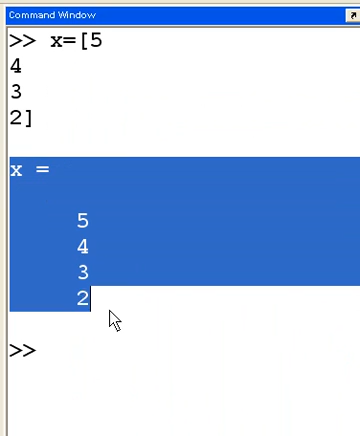 Command Window
>> x=[5
4
3
2]
x =
5
4
3
2
>>